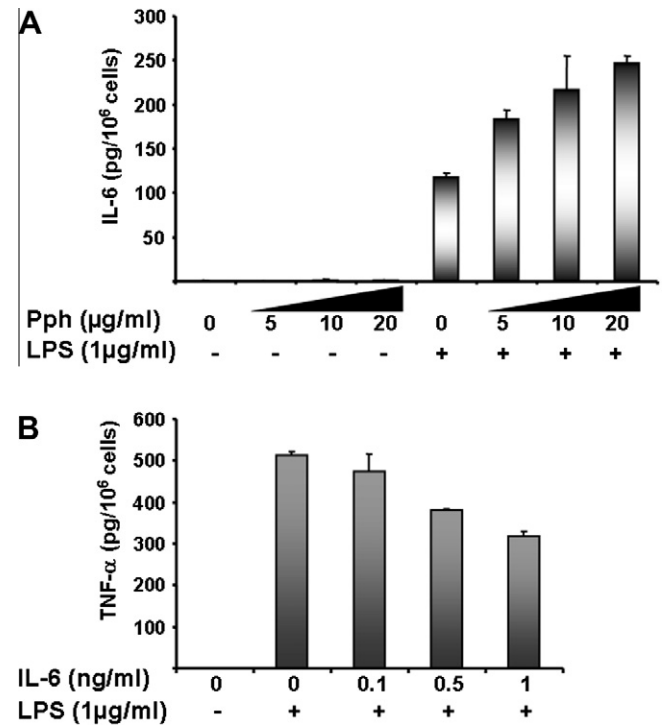 A
IL-6 (pg/10⁶ cells)
300
250
200
150
100
50
Pph (µg/ml) 0 5 10 20 0 5 10 20
LPS (1µg/ml) - - - - + + + +
B
TNF-α (pg/10⁶ cells)
600
500
400
300
200
100
IL-6 (ng/ml) 0 0 0.1 0.5 1
LPS (1µg/ml) - + + + +